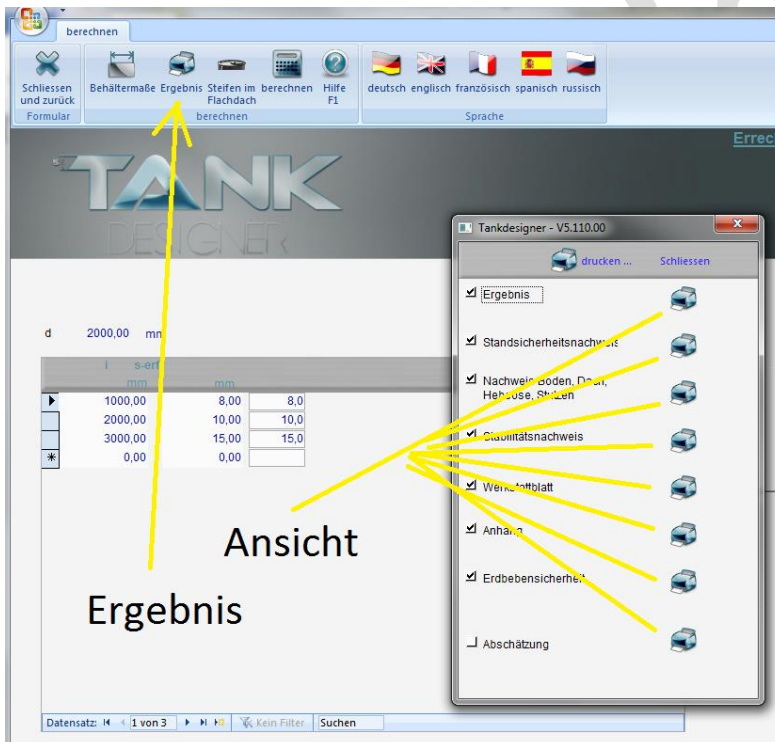 berechnen
Schliessen und zurück
Behältermaße
Ergebnis
Steifen im Flachdach
berechnen
Hilfe F1
deutsch englisch französisch spanisch russisch
Formular
berechnen
Sprache
Errec
TANK
DESIGNER
Tankdesigner - V5.110.00
drucken ...
Schliessen
Ergebnis
Standsicherheitsnachweis
Nachweis Boden, Dach,
Hebeöse, Stutzen
Stabilitätsnachweis
Werkstattblatt
Anhang
Erdbebensicherheit
Abschätzung
d 2000,00 mm
l s-erf
mm mm
1000,00 8,00 8,0
2000,00 10,00 10,0
3000,00 15,00 15,0
0,00 0,00
Ansicht
Ergebnis
Datensatz: 1 von 3 Kein Filter Suchen